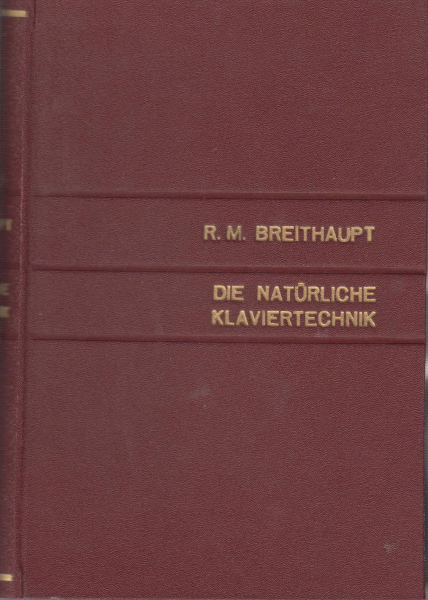 R. M. BREITHAUPT
DIE NATÜRLICHE
KLAVIERTECHNIK